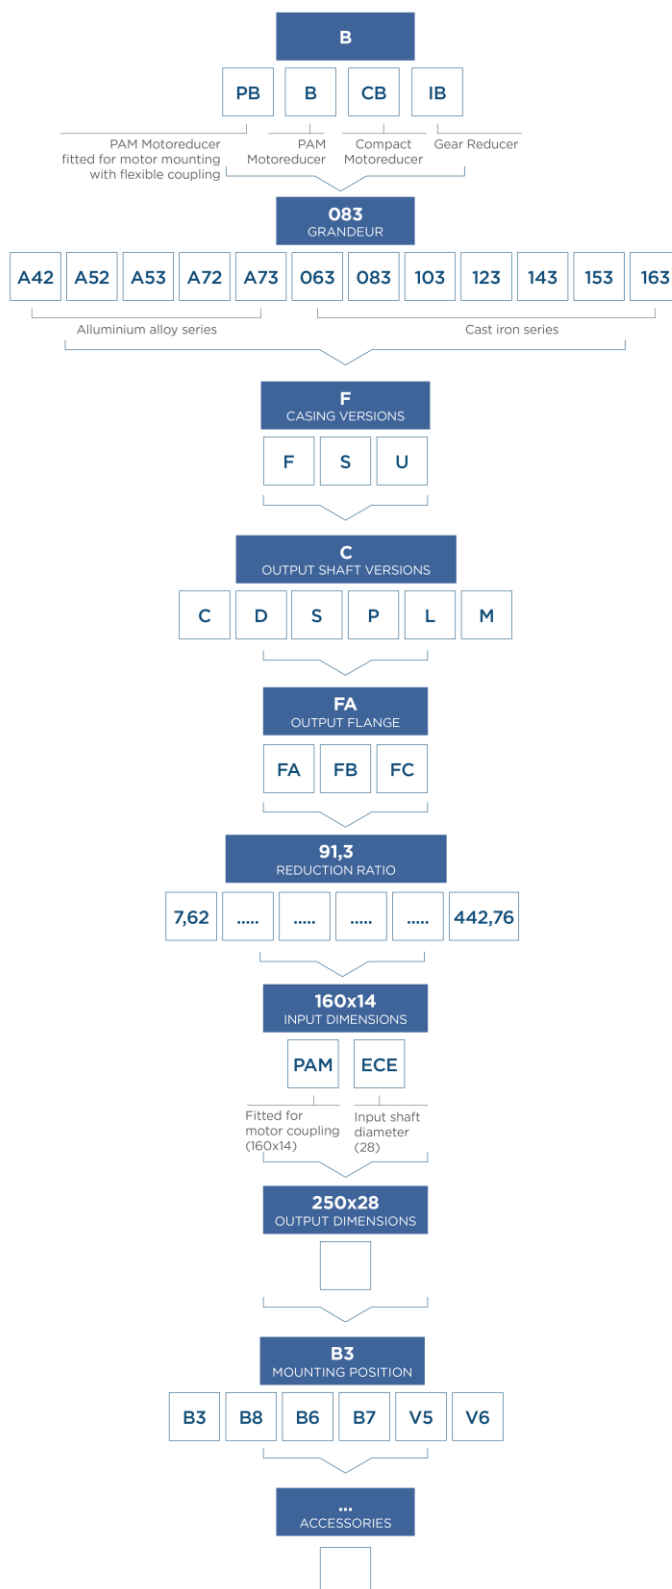 B
PB B CB IB
PAM Motoreducer
fitted for motor mounting
with flexible coupling
PAM
Motoreducer
Compact
Motoreducer
Gear Reducer
083
GRANDEUR
A42 A52 A53 A72 A73 063 083 103 123 143 153 163
Alluminium alloy series
Cast iron series
F
CASING VERSIONS
F S U
C
OUTPUT SHAFT VERSIONS
C D S P L M
FA
OUTPUT FLANGE
FA FB FC
91,3
REDUCTION RATIO
7,62 ..... ..... ..... ..... 442,76
160x14
INPUT DIMENSIONS
PAM ECE
Fitted for
motor coupling
(160x14)
Input shaft
diameter
(28)
250x28
OUTPUT DIMENSIONS
B3
MOUNTING POSITION
B3 B8 B6 B7 V5 V6
...
ACCESSORIES